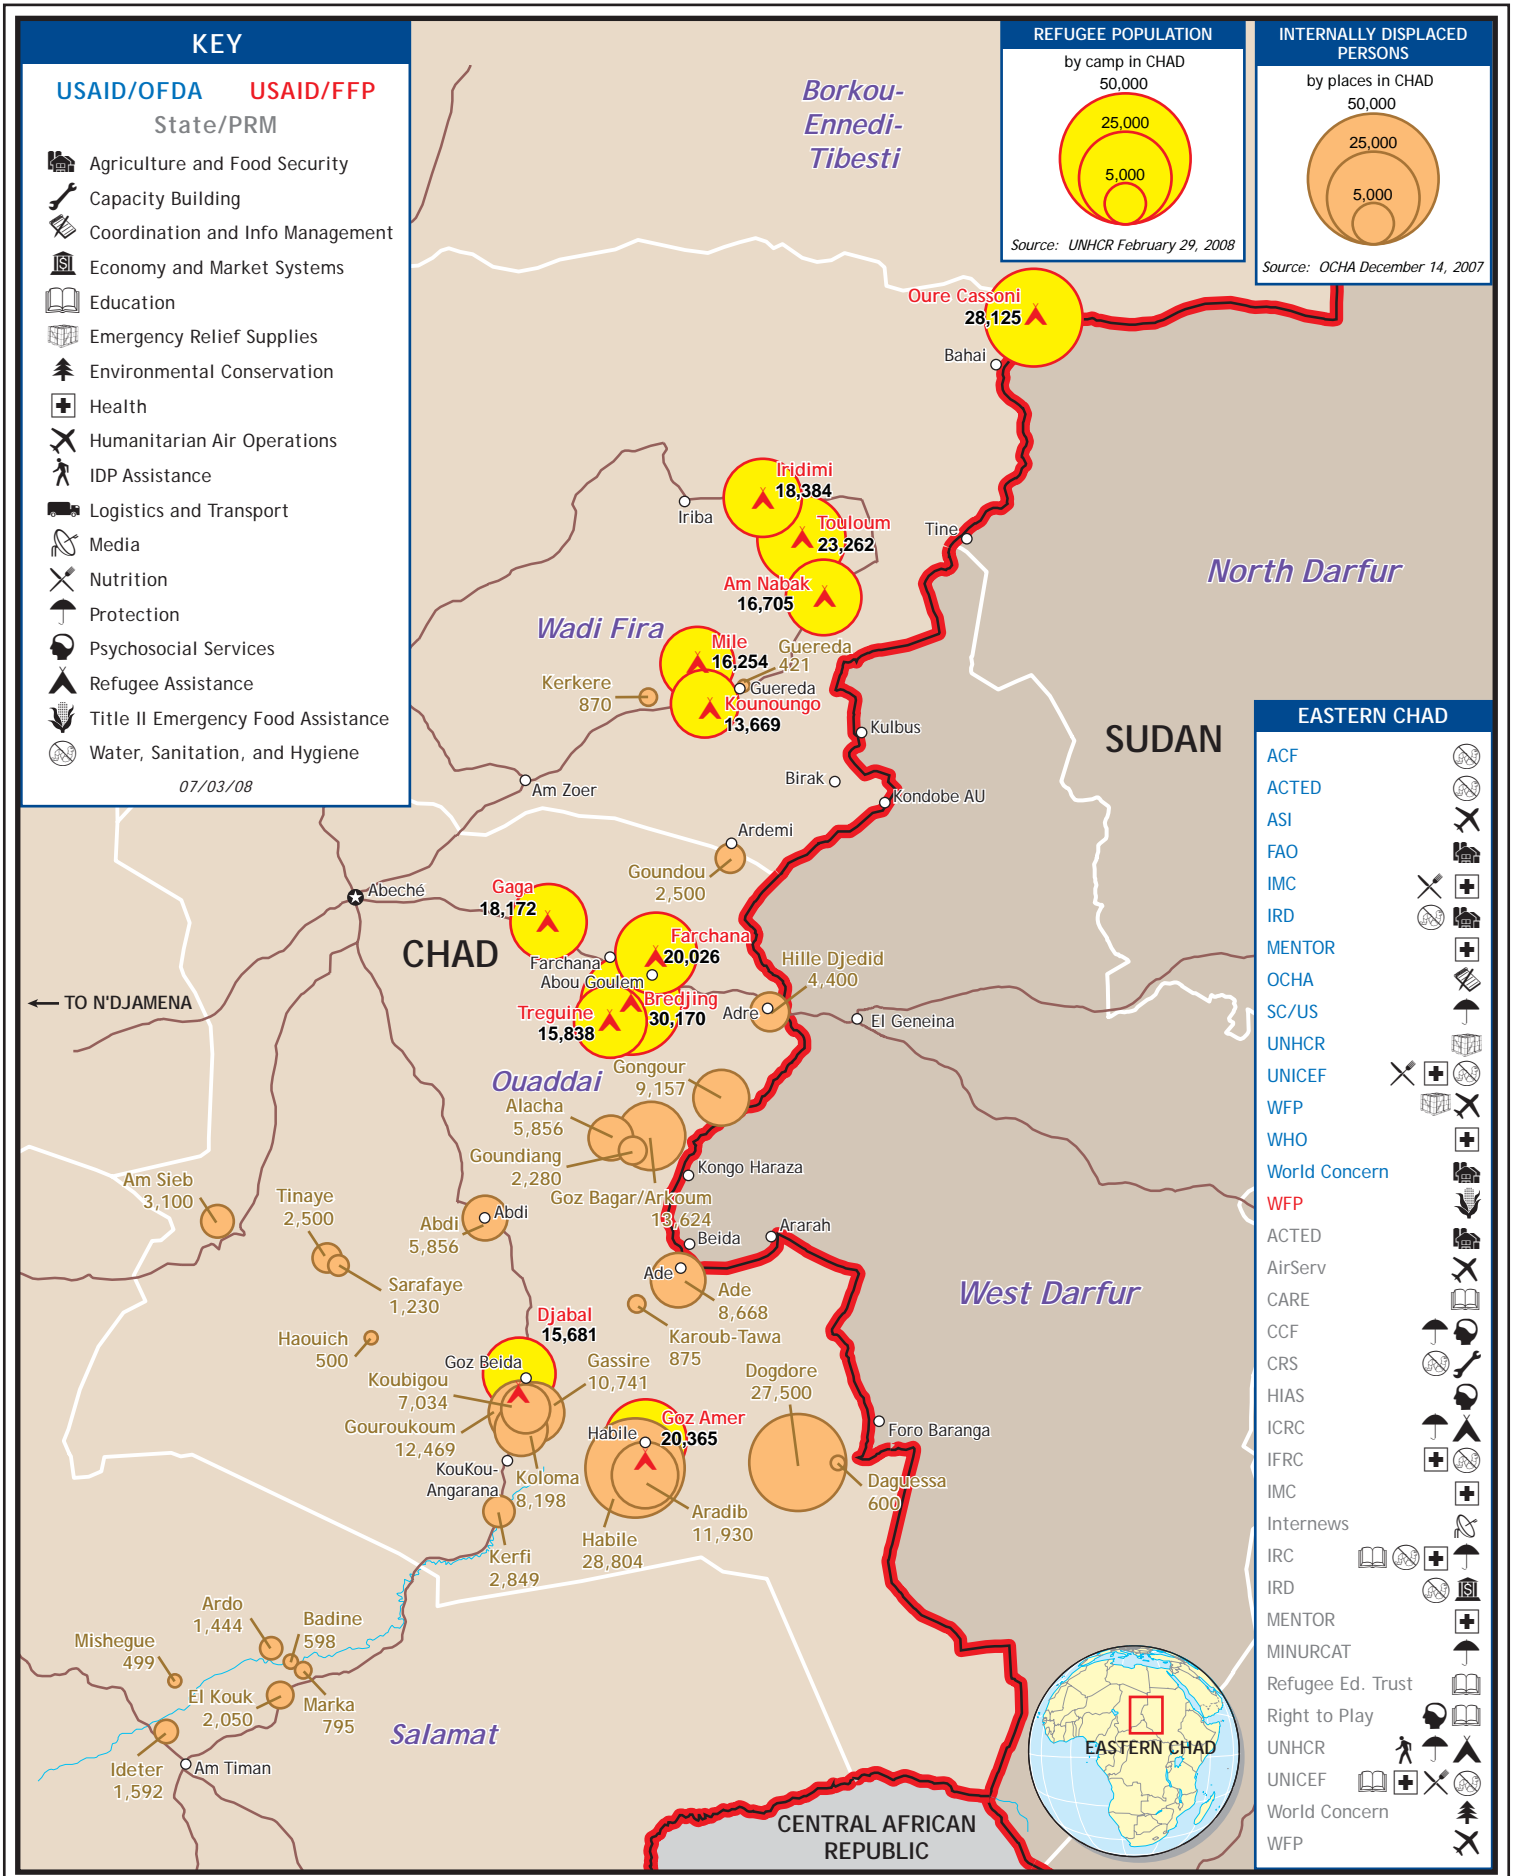 KEY
USAID/OFDA USAID/FFP
State/PRM
Agriculture and Food Security
Capacity Building
Coordination and Info Management
Economy and Market Systems
Education
Emergency Relief Supplies
Environmental Conservation
Health
Humanitarian Air Operations
IDP Assistance
Logistics and Transport
Media
Nutrition
Protection
Psychosocial Services
Refugee Assistance
Title II Emergency Food Assistance
Water, Sanitation, and Hygiene
07/03/08
REFUGEE POPULATION
by camp in CHAD
50,000
25,000
5,000
Source: UNHCR February 29, 2008
INTERNALLY DISPLACED
PERSONS
by places in CHAD
50,000
25,000
5,000
Source: OCHA December 14, 2007
Borkou-
Ennedi-
Tibesti
Oure Cassoni
28,125
Bahai
Iridimi
18,384
Iriba
Touloum
23,262
Tine
Am Nabak
16,705
North Darfur
Wadi Fira
Mile
16,254
Guereda
421
Kerkere
870
Guereda
Kounoungo
13,669
Kulbus
SUDAN
Birak
Am Zoer
Kondobe AU
Ardemi
Goundou
2,500
Abeché
Gaga
18,172
CHAD
Farchana
20,026
Farchana
Abou Goulem
Hille Djedid
4,400
TO N'DJAMENA
Bredjing
30,170
Treguine
15,838
Adre
El Geneina
Ouaddai
Gongour
9,157
Alacha
5,856
Goundiang
2,280
Kongo Haraza
Goz Bagar/Arkoum
13,624
Am Sieb
3,100
Tinaye
2,500
Abdi
Abdi
5,856
Ararah
Beida
Ade
Ade
8,668
Sarafaye
1,230
West Darfur
Haouich
500
Djabal
15,681
Karoub-Tawa
875
Goz Beida
Gassire
10,741
Koubigou
7,034
Dogdore
27,500
Gouroukoum
12,469
Goz Amer
20,365
Habile
Foro Baranga
KouKou-
Angarana
Koloma
8,198
Daguessa
600
Aradib
11,930
Habile
28,804
Kerfi
2,849
Ardo
1,444
Badine
598
Mishegue
499
El Kouk
2,050
Marka
795
Salamat
Ideter
1,592
Am Timan
CENTRAL AFRICAN
REPUBLIC
EASTERN CHAD
EASTERN CHAD
ACF
ACTED
ASI
FAO
IMC
IRD
MENTOR
OCHA
SC/US
UNHCR
UNICEF
WFP
WHO
World Concern
WFP
ACTED
AirServ
CARE
CCF
CRS
HIAS
ICRC
IFRC
IMC
Internews
IRC
IRD
MENTOR
MINURCAT
Refugee Ed. Trust
Right to Play
UNHCR
UNICEF
World Concern
WFP